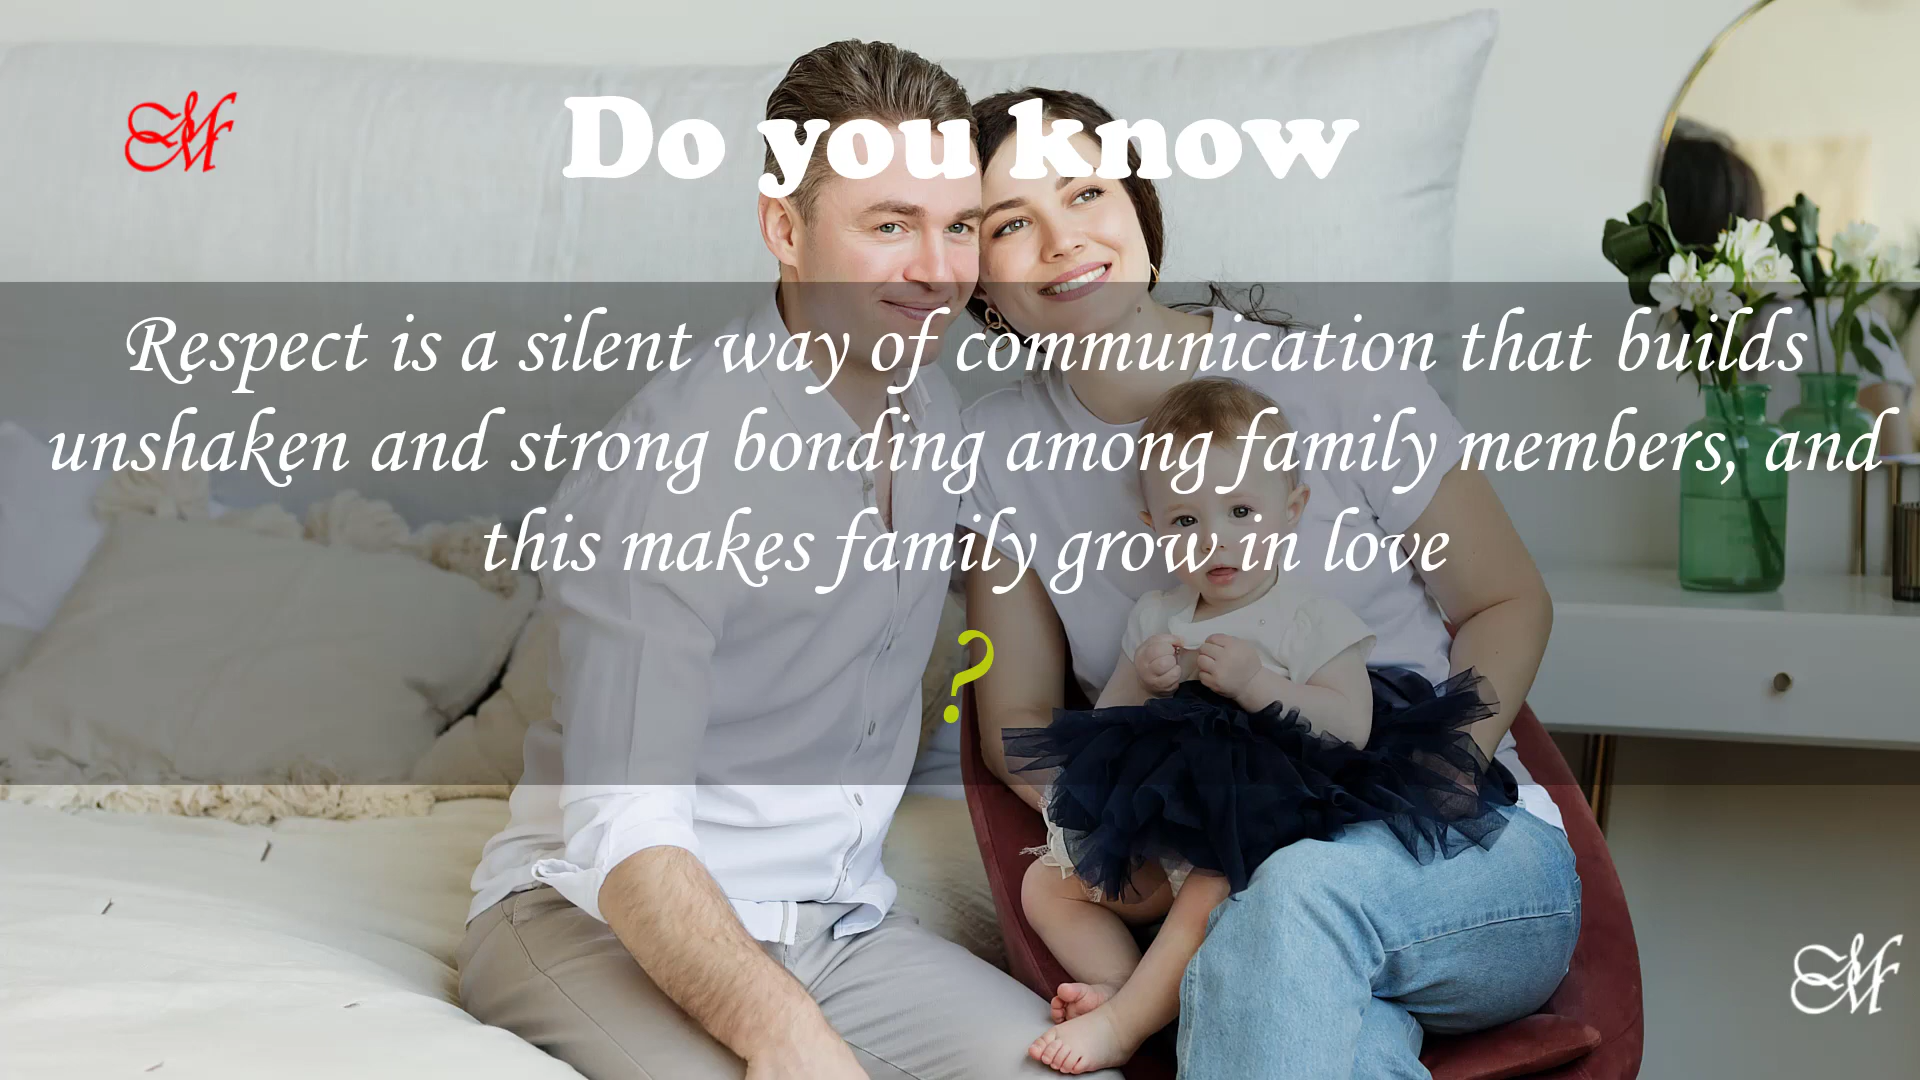 Do you know
Respect is a silent way of communication that builds
unshaken and strong bonding among family members, and
this makes family grow in love
?